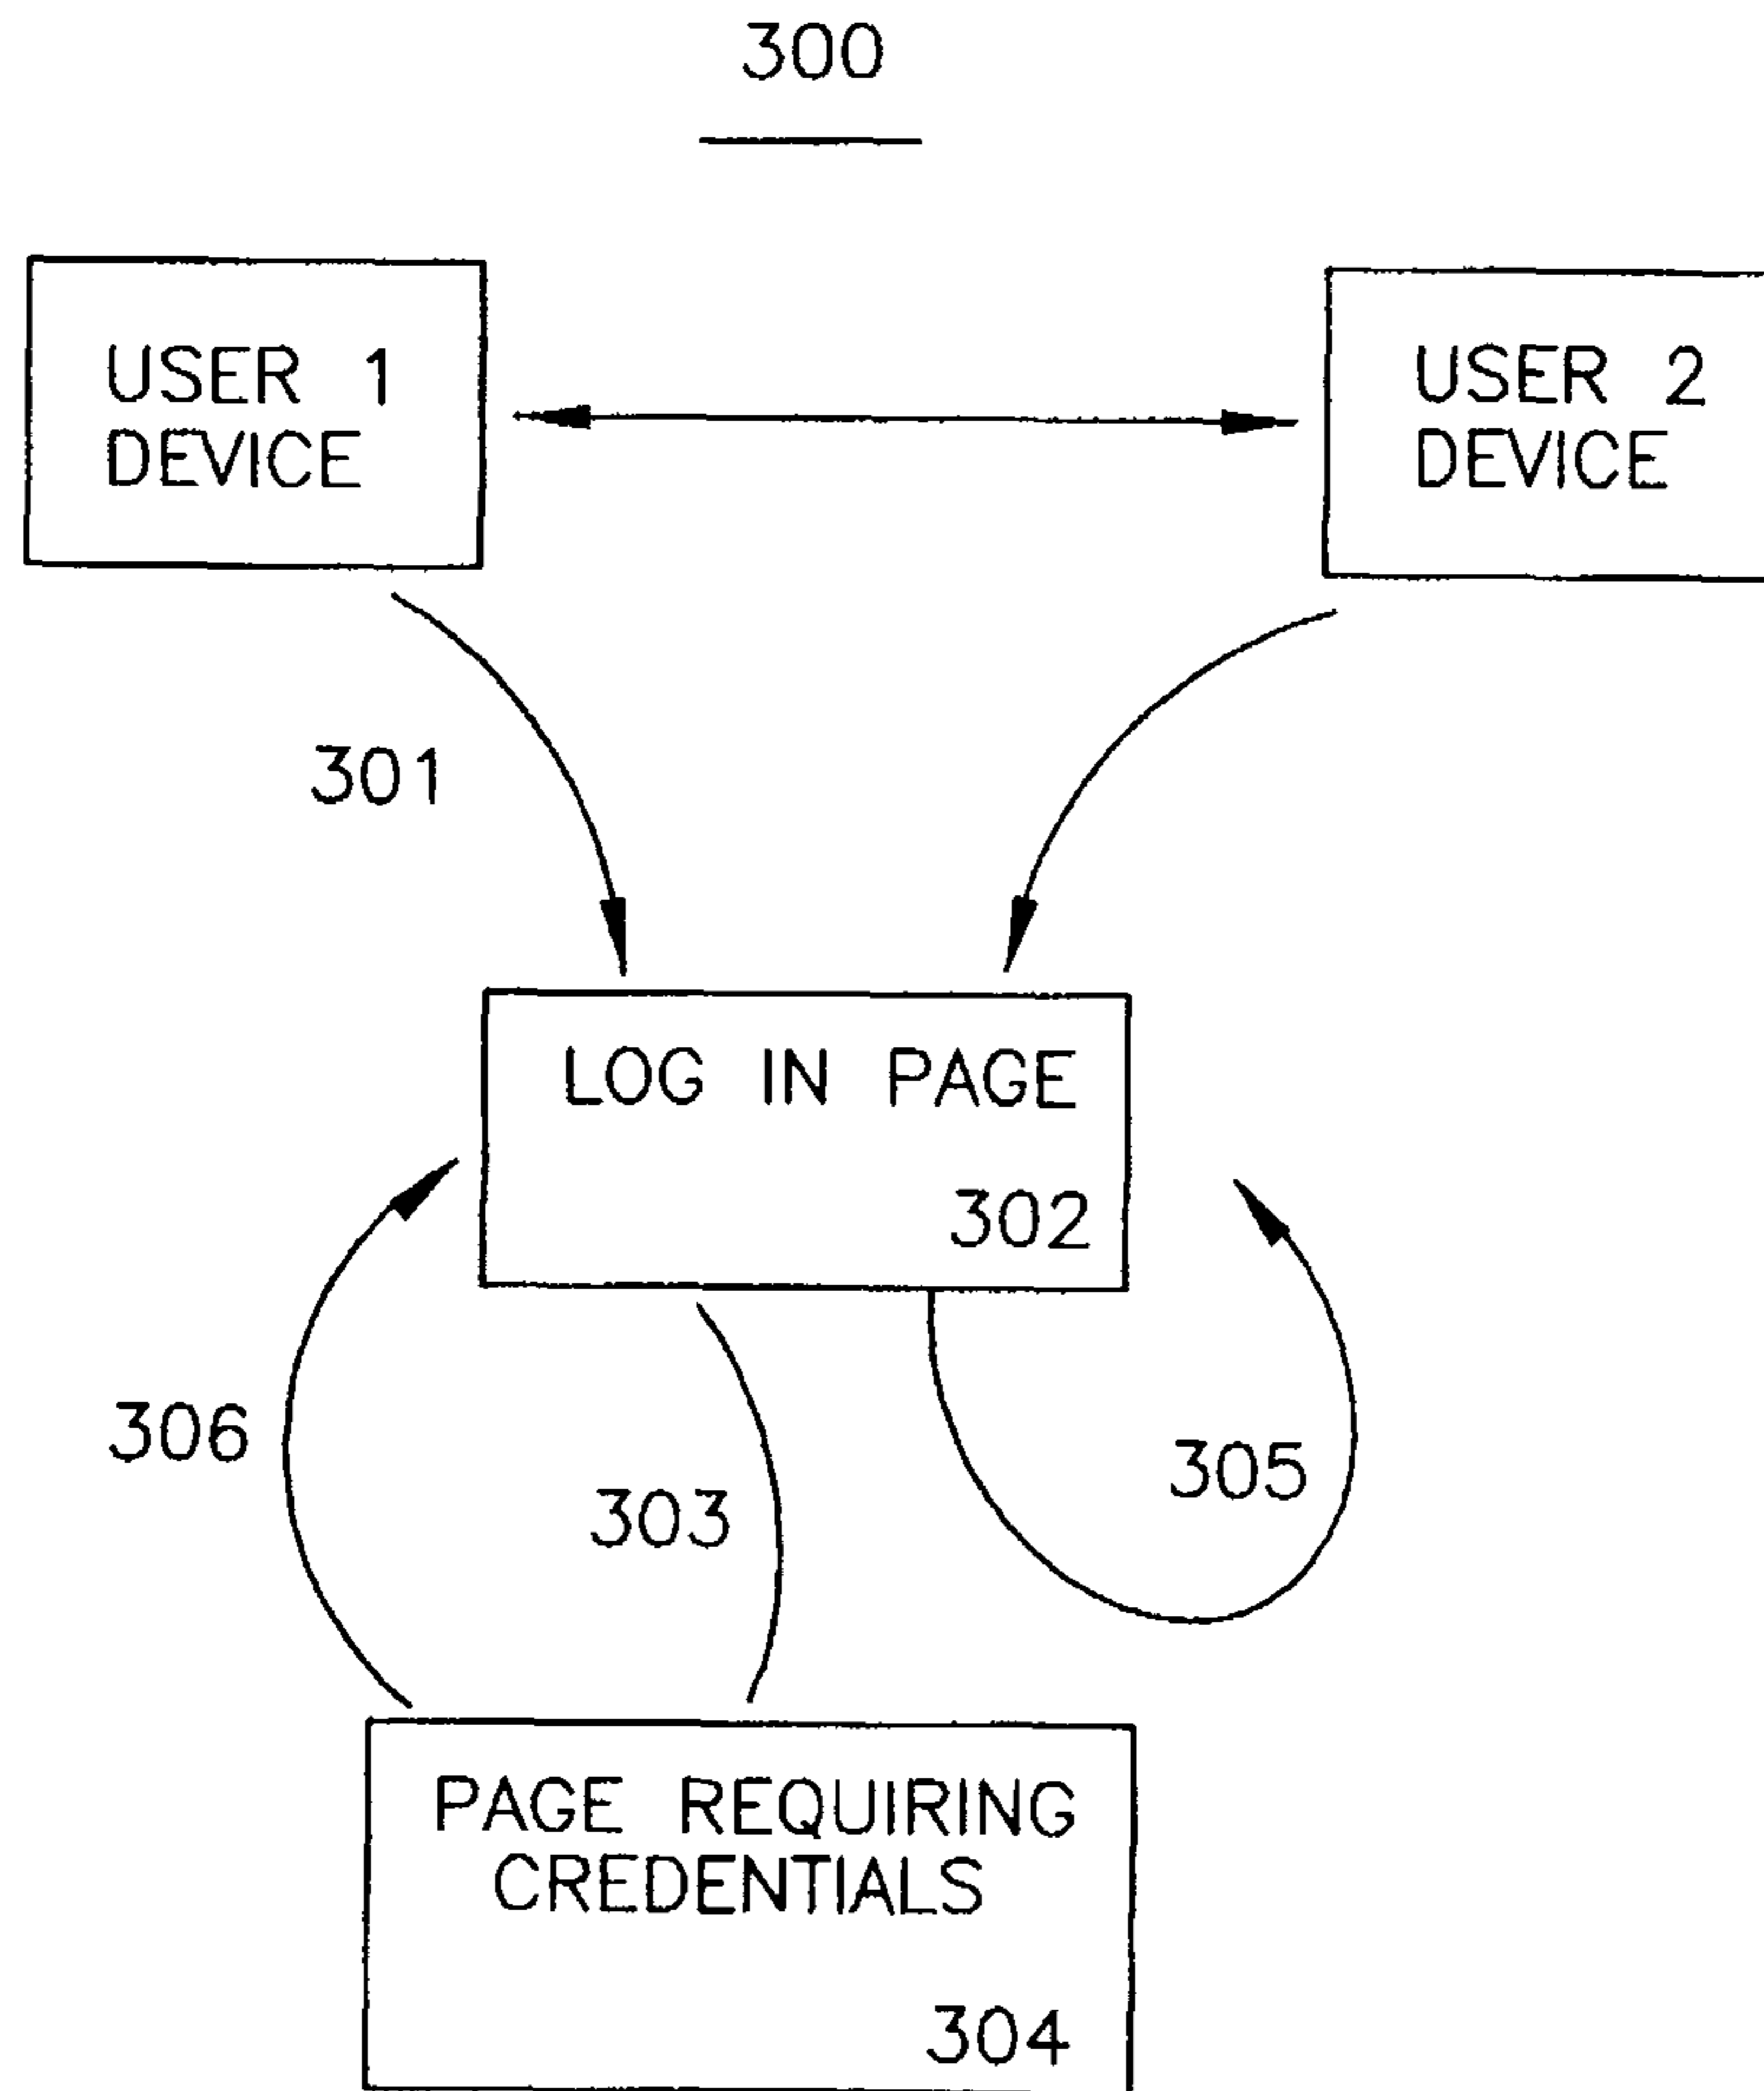 300
USER 1
DEVICE
USER 2
DEVICE
301
LOG IN PAGE
302
306
303
305
PAGE REQUIRING
CREDENTIALS
304